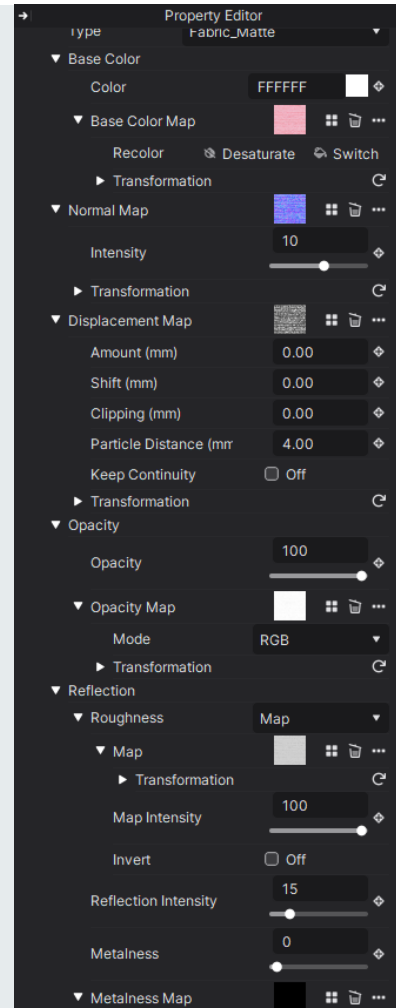 Property Editor
Type Fabric_Matte
Base Color
Color FFFFFF
Base Color Map
Recolor Desaturate Switch
Transformation
Normal Map
Intensity 10
Transformation
Displacement Map
Amount (mm) 0.00
Shift (mm) 0.00
Clipping (mm) 0.00
Particle Distance (mm 4.00
Keep Continuity Off
Transformation
Opacity
Opacity 100
Opacity Map
Mode RGB
Transformation
Reflection
Roughness Map
Map
Transformation
Map Intensity 100
Invert Off
Reflection Intensity 15
Metalness 0
Metalness Map